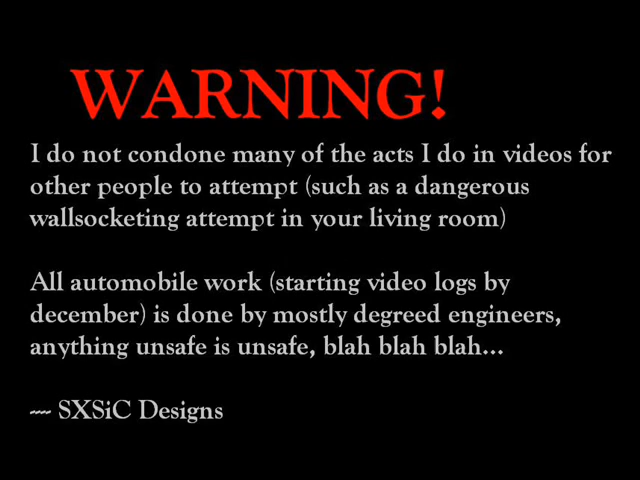 WARNING!
I do not condone many of the acts I do in videos for
other people to attempt (such as a dangerous
wallsocketing attempt in your living room)
All automobile work (starting video logs by
december) is done by mostly degreed engineers,
anything unsafe is unsafe, blah blah blah...
---- SXSiC Designs